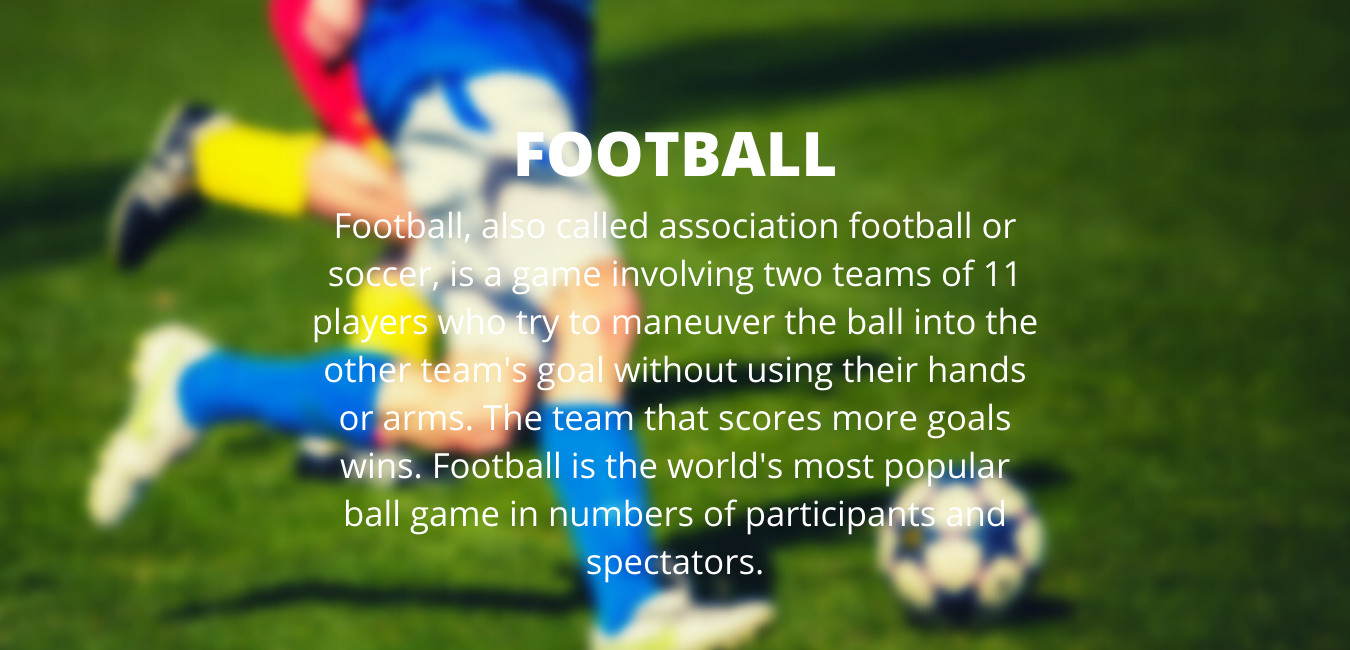 FOOTBALL
Football, also called association football or
soccer, is a game involving two teams of 11
players who try to maneuver the ball into the
other team's goal without using their hands
or arms. The team that scores more goals
wins. Football is the world's most popular
ball game in numbers of participants and
spectators.